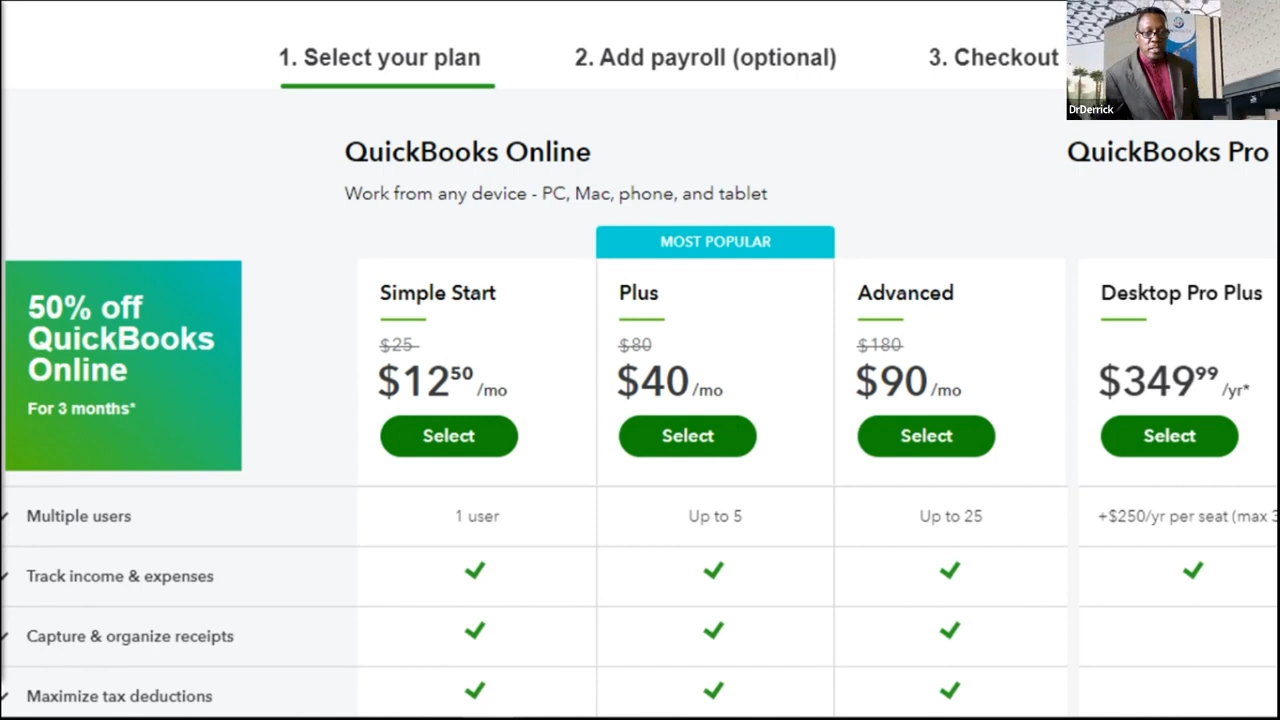 1. Select your plan
2. Add payroll (optional)
3. Checkout
DrDerrick
QuickBooks Online
QuickBooks Pro
Work from any device - PC, Mac, phone, and tablet
MOST POPULAR
50% off
QuickBooks
Online
For 3 months*
Simple Start
$25
$12⁵⁰ /mo
Select
Plus
$80
$40 /mo
Select
Advanced
$180
$90 /mo
Select
Desktop Pro Plus
$349⁹⁹ /yr*
Select
Multiple users
1 user
Up to 5
Up to 25
+$250/yr per seat (max 3
Track income & expenses
Capture & organize receipts
Maximize tax deductions